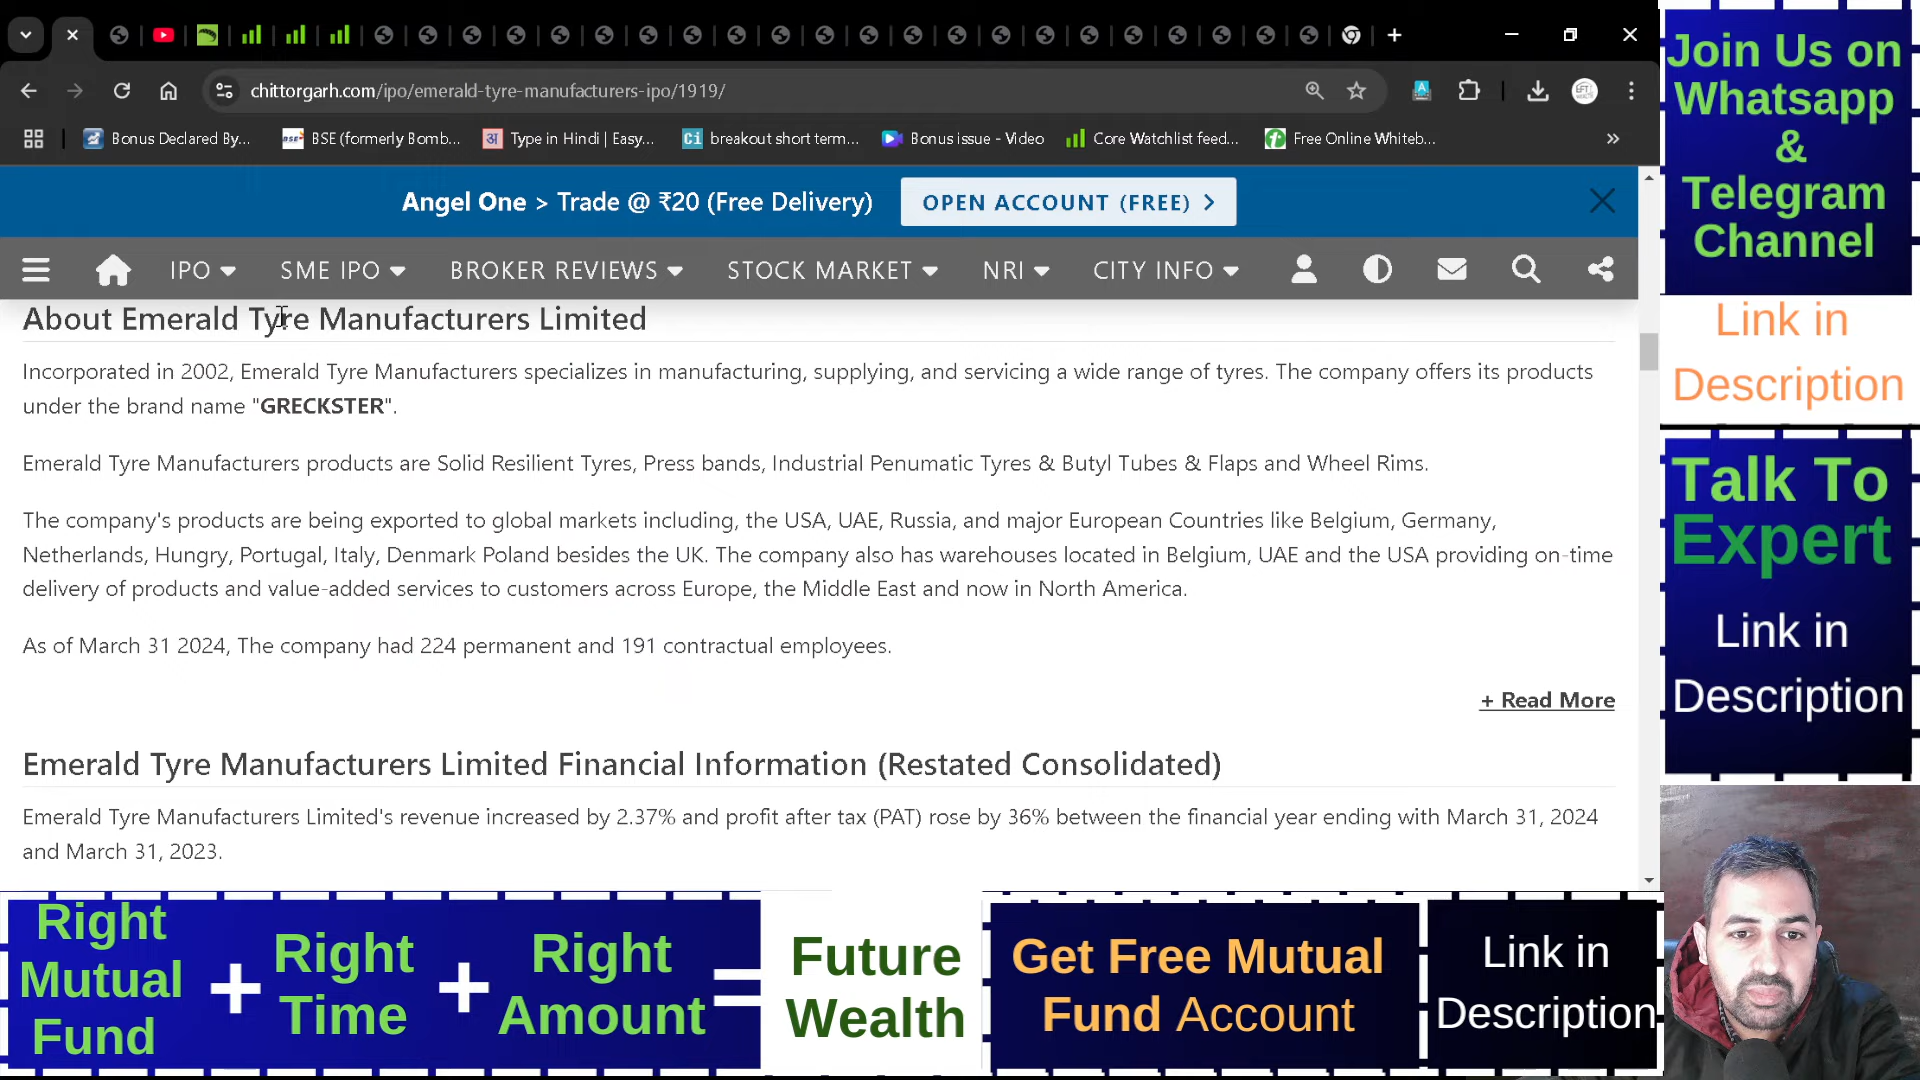 chittorgarh.com/ipo/emerald-tyre-manufacturers-ipo/1919/
Bonus Declared By...
BSE (formerly Bomb...
Type in Hindi | Easy...
breakout short term...
Bonus issue - Video
Core Watchlist feed...
Free Online Whiteb...
Angel One > Trade @ ₹20 (Free Delivery)
OPEN ACCOUNT (FREE)
IPO
SME IPO
BROKER REVIEWS
STOCK MARKET
NRI
CITY INFO
About Emerald Tyre Manufacturers Limited
Incorporated in 2002, Emerald Tyre Manufacturers specializes in manufacturing, supplying, and servicing a wide range of tyres. The company offers its products
under the brand name "GRECKSTER".
Emerald Tyre Manufacturers products are Solid Resilient Tyres, Press bands, Industrial Penumatic Tyres & Butyl Tubes & Flaps and Wheel Rims.
The company's products are being exported to global markets including, the USA, UAE, Russia, and major European Countries like Belgium, Germany,
Netherlands, Hungry, Portugal, Italy, Denmark Poland besides the UK. The company also has warehouses located in Belgium, UAE and the USA providing on-time
delivery of products and value-added services to customers across Europe, the Middle East and now in North America.
As of March 31 2024, The company had 224 permanent and 191 contractual employees.
+ Read More
Emerald Tyre Manufacturers Limited Financial Information (Restated Consolidated)
Emerald Tyre Manufacturers Limited's revenue increased by 2.37% and profit after tax (PAT) rose by 36% between the financial year ending with March 31, 2024
and March 31, 2023.
Join Us on
Whatsapp
&
Telegram
Channel
Link in
Description
Talk To
Expert
Link in
Description
Right
Mutual
Fund
+
Right
Time
+
Right
Amount
=
Future
Wealth
Get Free Mutual
Fund Account
Link in
Description